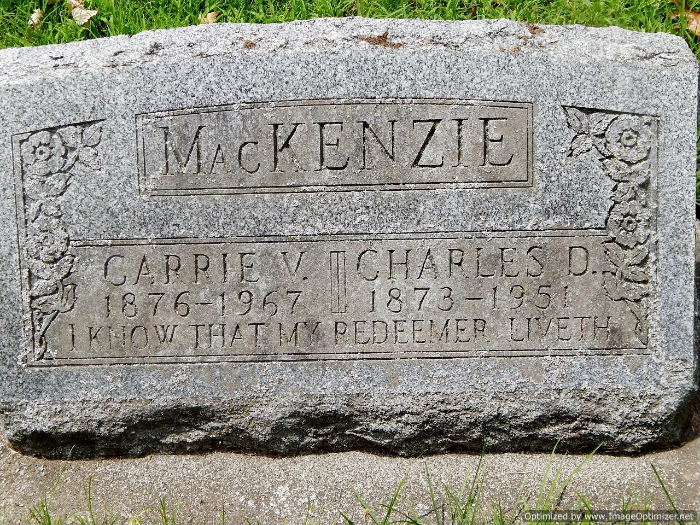 MacKENZIE
CARRIE V. CHARLES D.
1876-1967 1873-1951
I KNOW THAT MY REDEEMER LIVETH
Optimized by www.ImageOptimizer.net